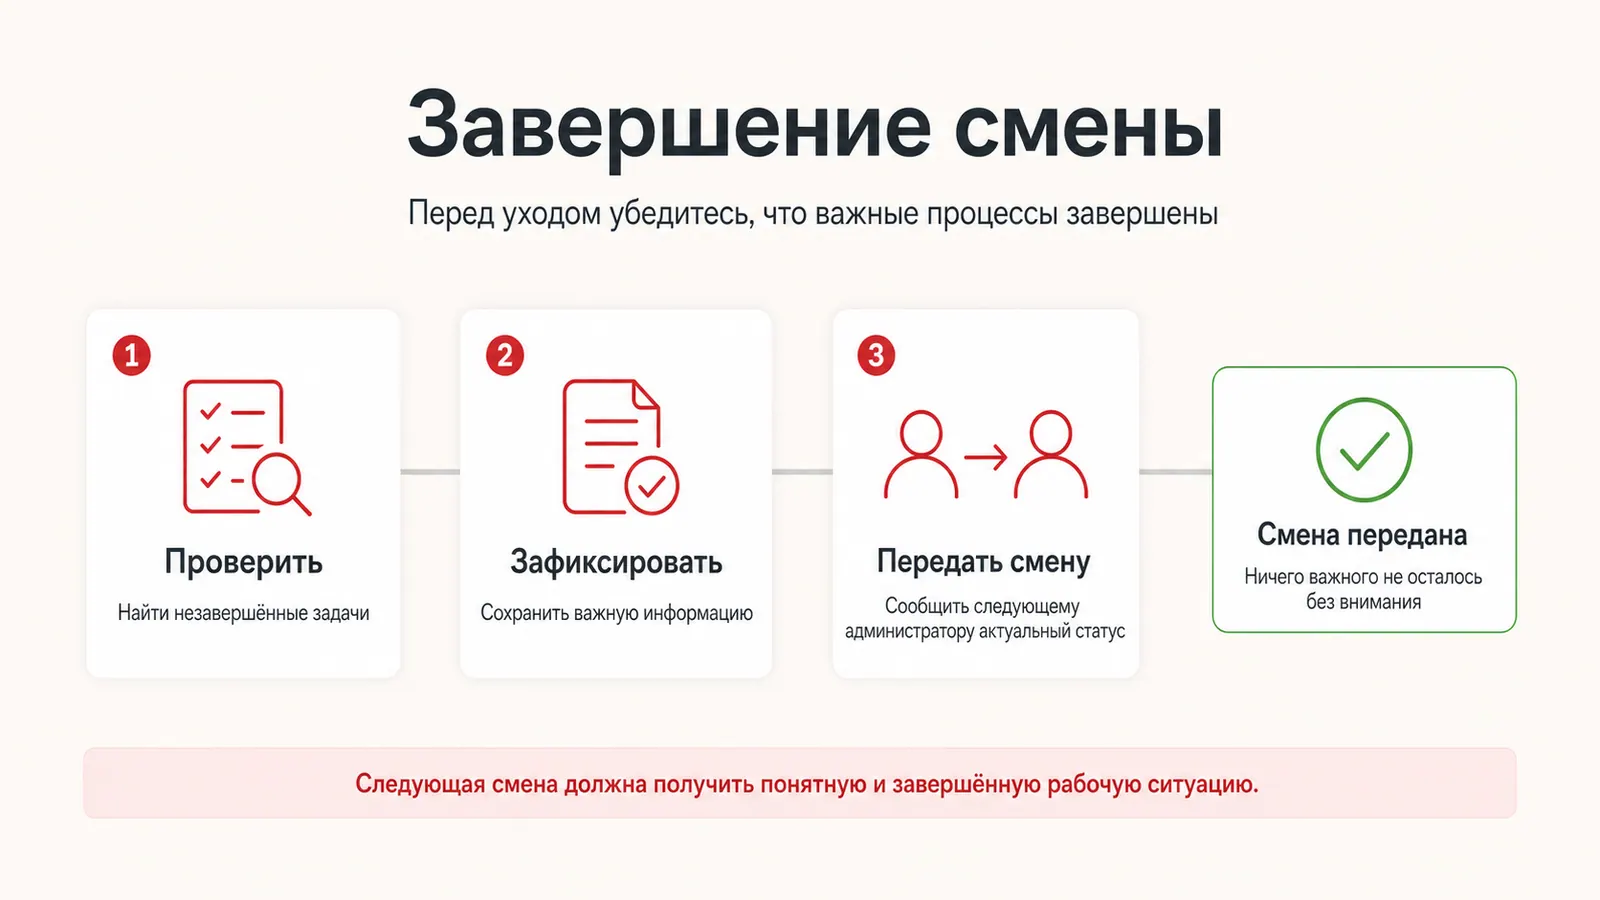 Завершение смены
Перед уходом убедитесь, что важные процессы завершены
1
Проверить
Найти незавершённые задачи
2
Зафиксировать
Сохранить важную информацию
3
Передать смену
Сообщить следующему
администратору актуальный статус
Смена передана
Ничего важного не осталось
без внимания
Следующая смена должна получить понятную и завершённую рабочую ситуацию.